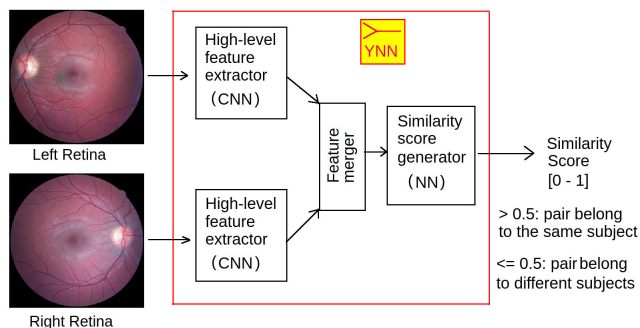 Left Retina
Right Retina
High-level
feature
extractor
(CNN)
High-level
feature
extractor
(CNN)
YNN
Feature
merger
Similarity
score
generator
(NN)
Similarity
Score
[0 - 1]
> 0.5: pair belong
to the same subject
<= 0.5: pair belong
to different subjects